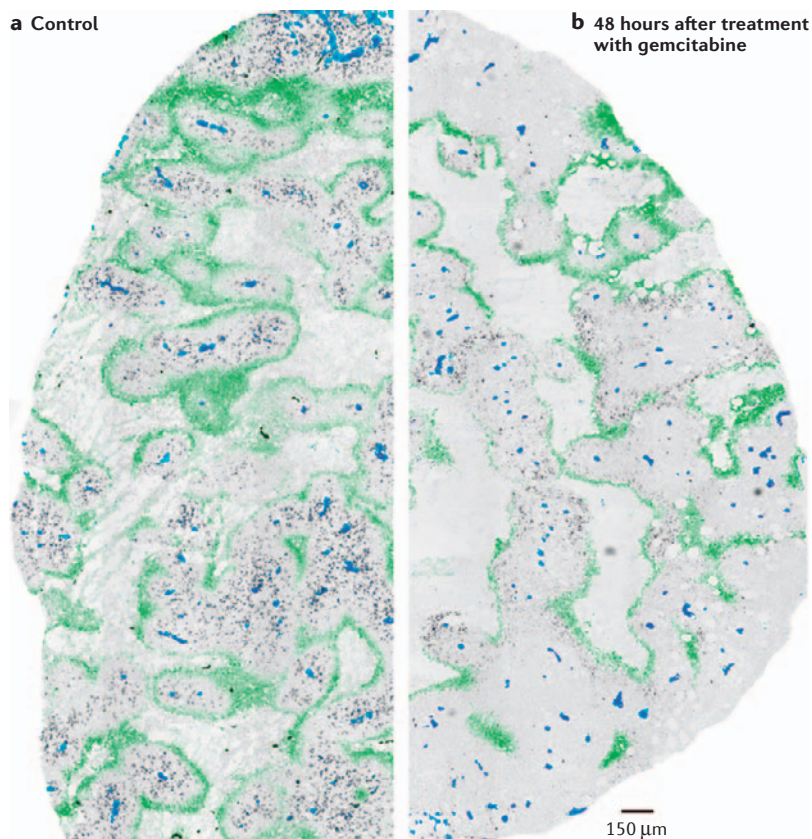 a Control
b 48 hours after treatment
with gemcitabine
150 μm